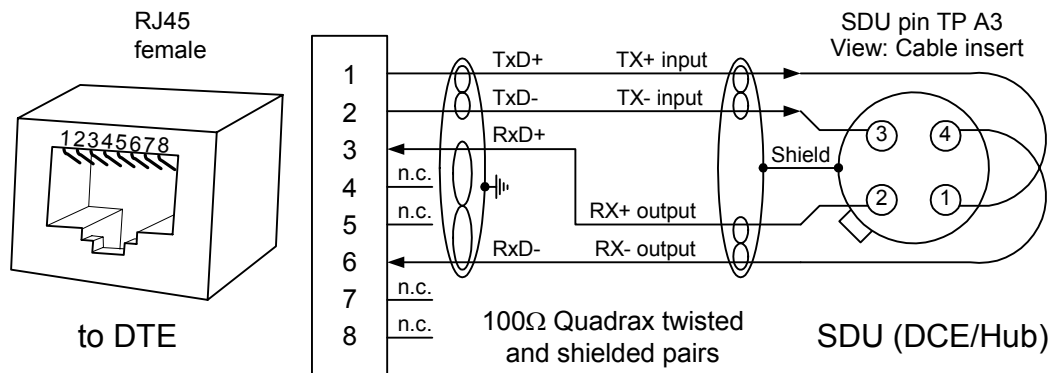 RJ45
female
12345678
to DTE
1
2
3
4
5
6
7
8
TxD+
TX+ input
TxD-
TX- input
RxD+
n.c.
n.c.
RX+ output
RxD-
RX- output
n.c.
n.c.
100Ω Quadrax twisted
and shielded pairs
Shield
SDU pin TP A3
View: Cable insert
3
4
2
1
SDU (DCE/Hub)